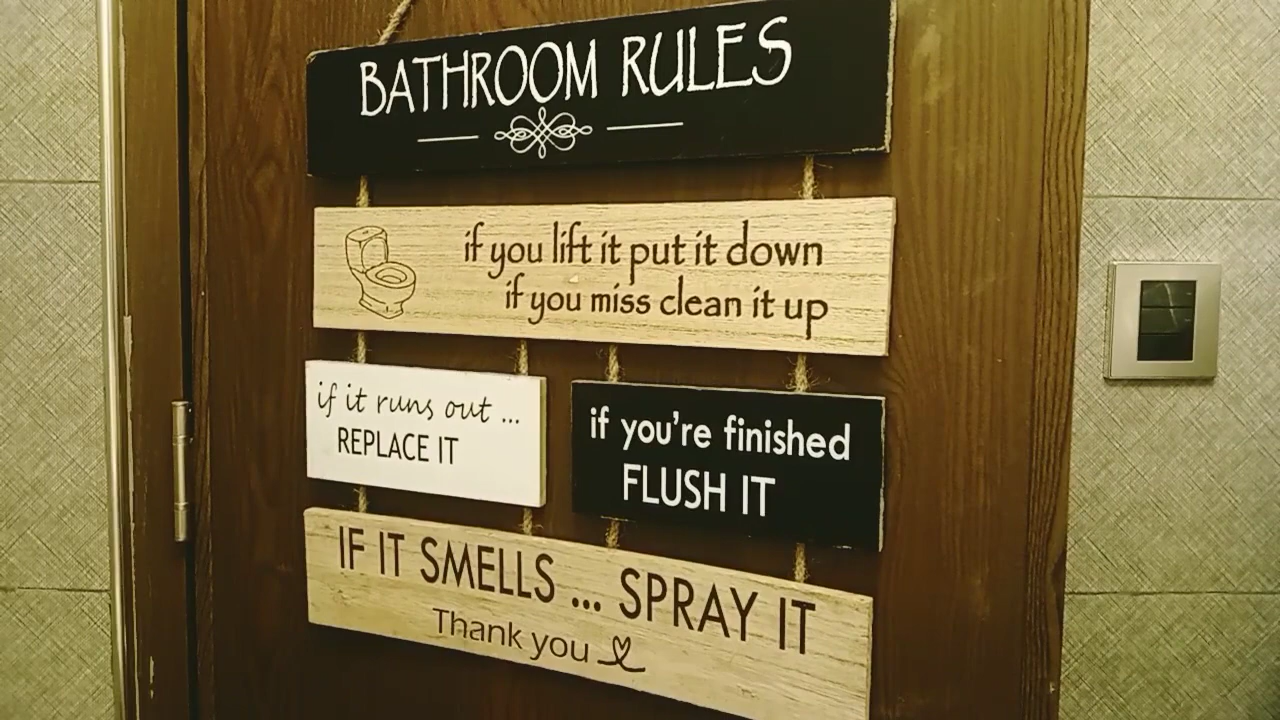 BATHROOM RULES
if you lift it put it down
if you miss clean it up
if it runs out ...
REPLACE IT
if you're finished
FLUSH IT
IF IT SMELLS ... SPRAY IT
Thank you